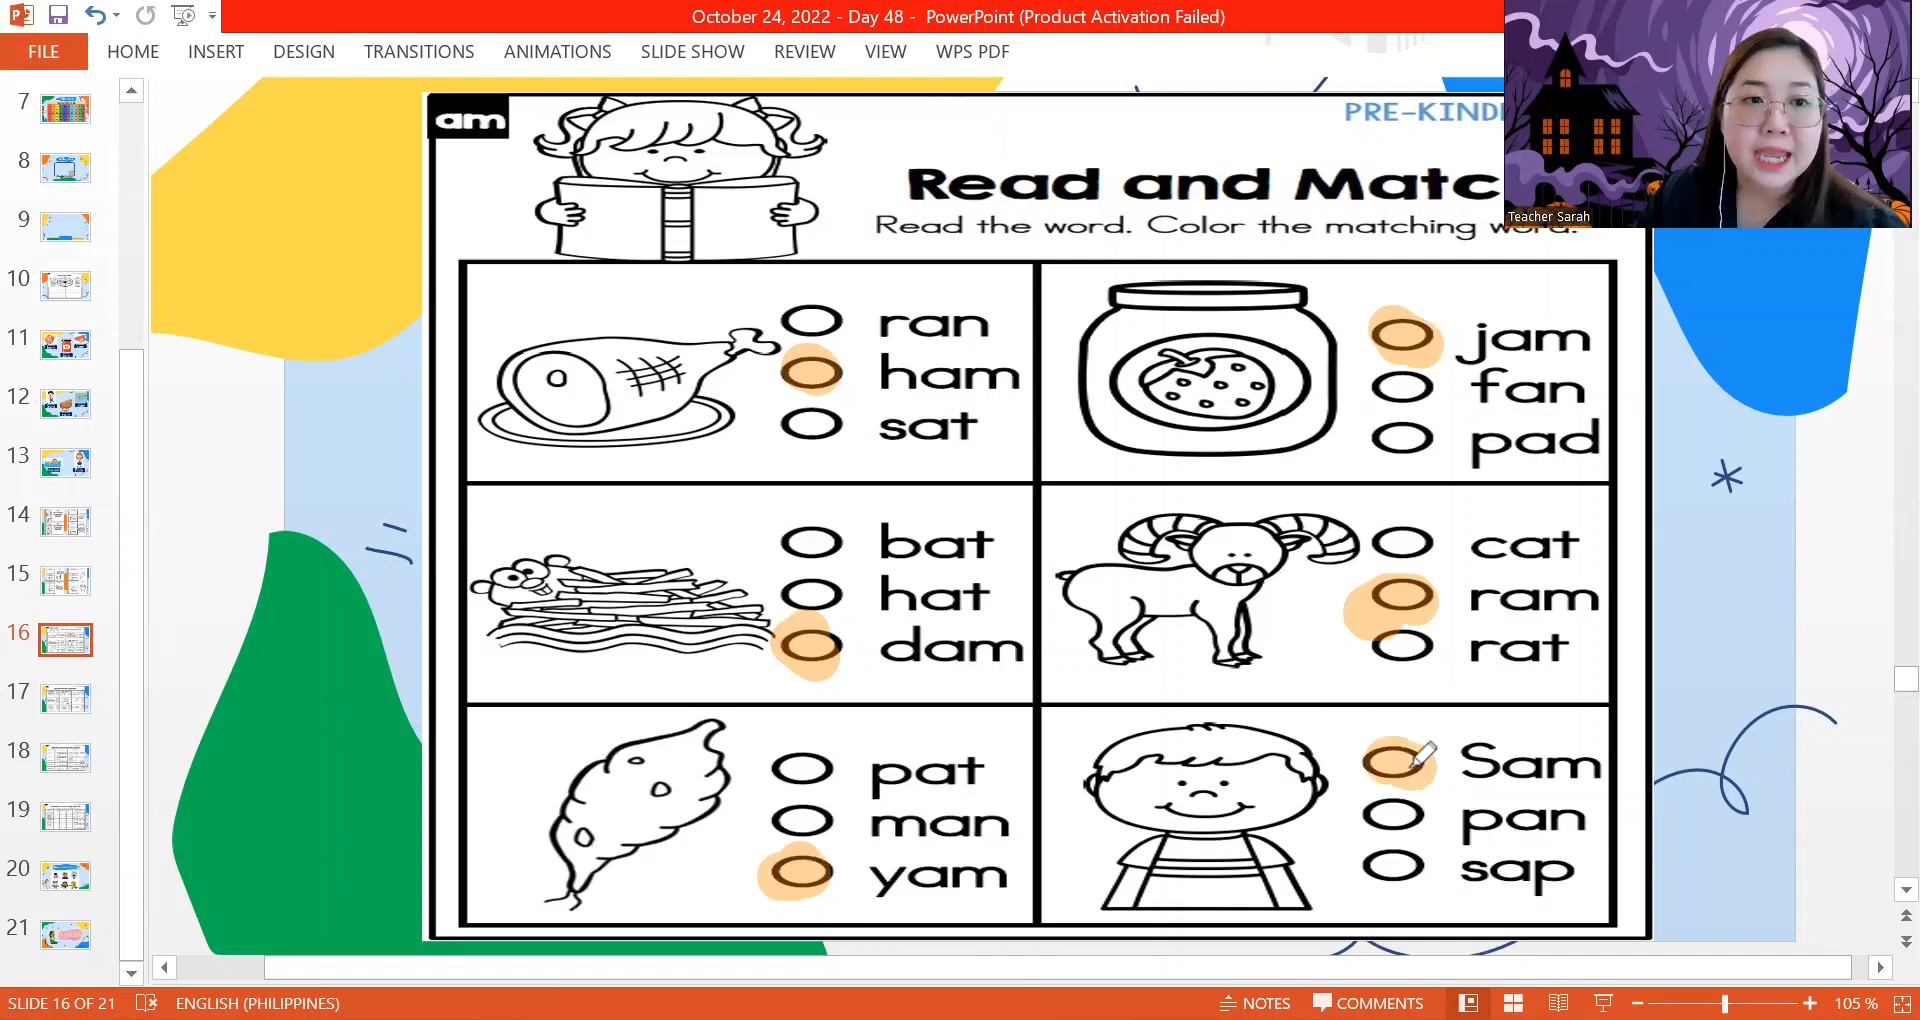 October 24, 2022 - Day 48 - PowerPoint (Product Activation Failed)
FILE HOME INSERT DESIGN TRANSITIONS ANIMATIONS SLIDE SHOW REVIEW VIEW WPS PDF
7
8
9
10
11
12
13
14
15
16
17
18
19
20
21
am
PRE-KIND
Read and Matc
Read the word. Color the matching word.
Teacher Sarah
ran
ham
sat
jam
fan
pad
bat
hat
dam
cat
ram
rat
pat
man
yam
Sam
pan
sap
SLIDE 16 OF 21 ENGLISH (PHILIPPINES) NOTES COMMENTS 105 %